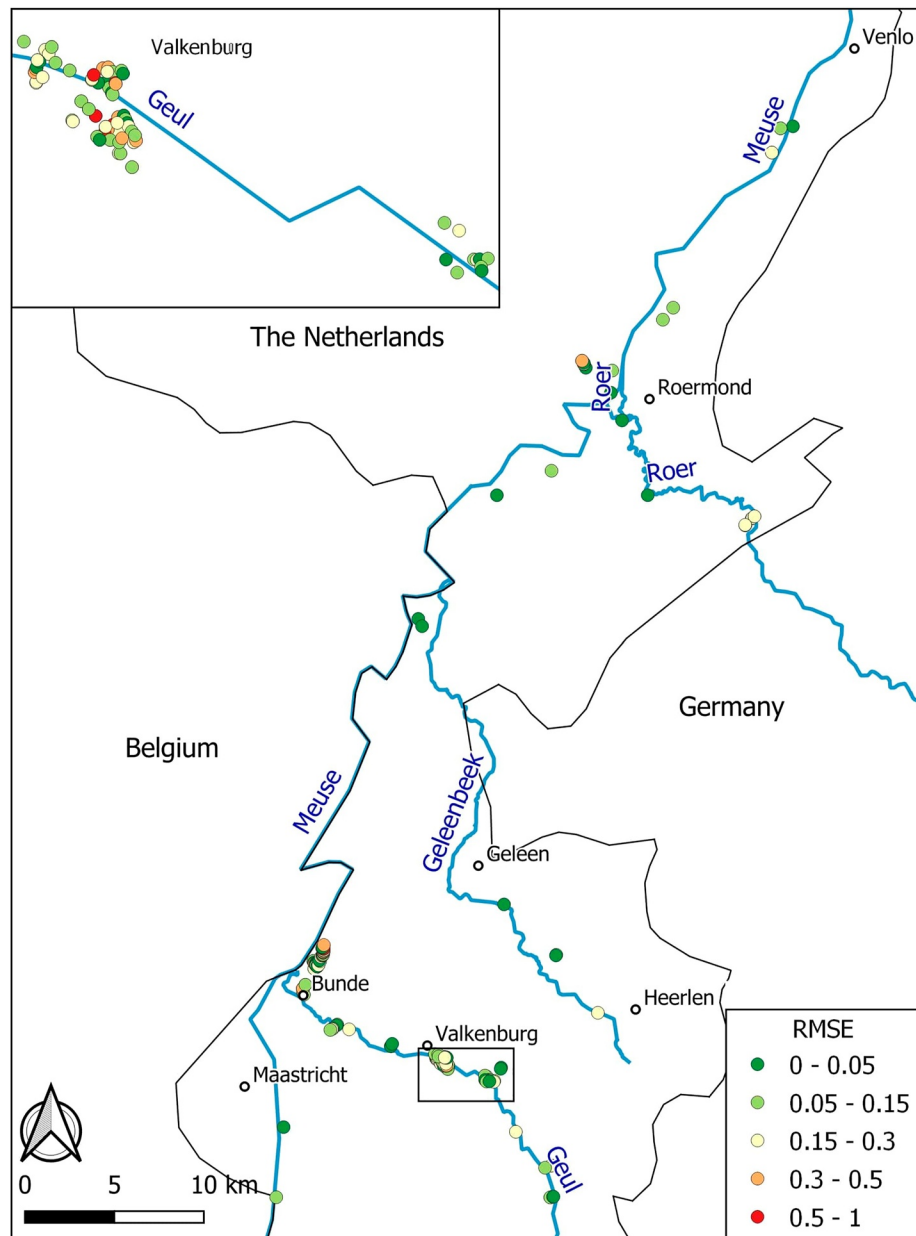 Valkenburg
Geul
Venlo
Meuse
The Netherlands
Roer
Roermond
Roer
Germany
Belgium
Meuse
Geleenbeek
Geleen
Bunde
Heerlen
Valkenburg
Maastricht
Geul
0 5 10 km
RMSE
0 - 0.05
0.05 - 0.15
0.15 - 0.3
0.3 - 0.5
0.5 - 1